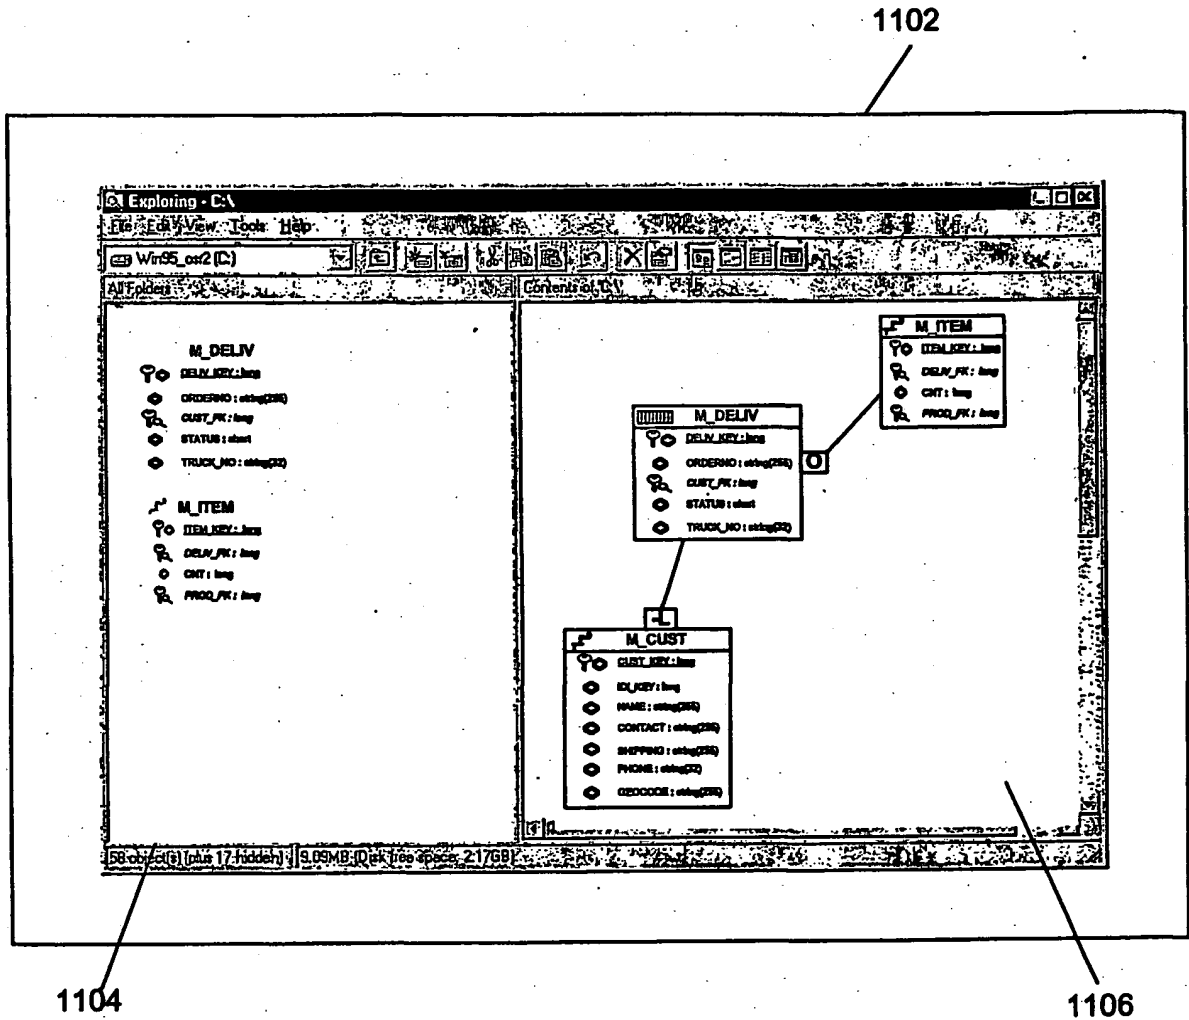 1102
Exploring - C:\
File Edit View Tools Help
Win95_osr2 (C:)
All Folders
Contents of 'C:\'
M_DELIV
DELIV_KEY : long
ORDERNO : string(255)
CUST_FK : long
STATUS : short
TRUCK_NO : string(32)
M_ITEM
ITEM_KEY : long
DELIV_FK : long
CNT : long
PROD_FK : long
M_ITEM
ITEM_KEY : long
DELIV_FK : long
CNT : long
PROD_FK : long
M_DELIV
DELIV_KEY : long
ORDERNO : string(255)
CUST_FK : long
STATUS : short
TRUCK_NO : string(32)
M_CUST
CUST_KEY : long
IDX_KEY : long
NAME : string(255)
CONTACT : string(255)
SHIPPING : string(255)
PHONE : string(32)
GEOCODE : string(255)
58 object(s) (plus 17 hidden)
9.09MB (Disk free space: 2.17GB)
1104
1106